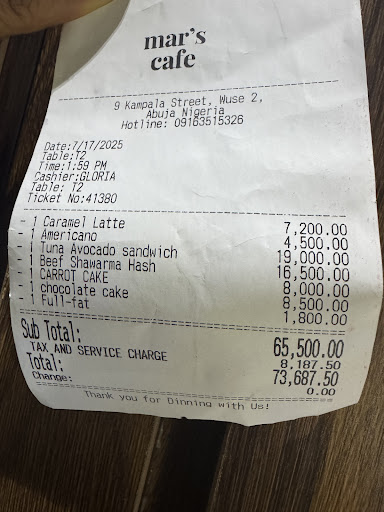 mar's
cafe
9 Kampala Street, Wuse 2,
Abuja Nigeria
Hotline: 09163515326
Date:7/17/2025
Table:T2
Time:1:59 PM
Cashier:GLORIA
Table: T2
Ticket No:41380
- 1 Caramel Latte 7,200.00
- 1 Americano 4,500.00
- 1 Tuna Avocado sandwich 19,000.00
- 1 Beef Shawarma Hash 16,500.00
- 1 CARROT CAKE 8,000.00
- 1 chocolate cake 8,500.00
- 1 Full-fat 1,800.00
Sub Total: 65,500.00
TAX AND SERVICE CHARGE 8,187.50
Total: 73,687.50
Change: 0.00
Thank you for Dinning with Us!